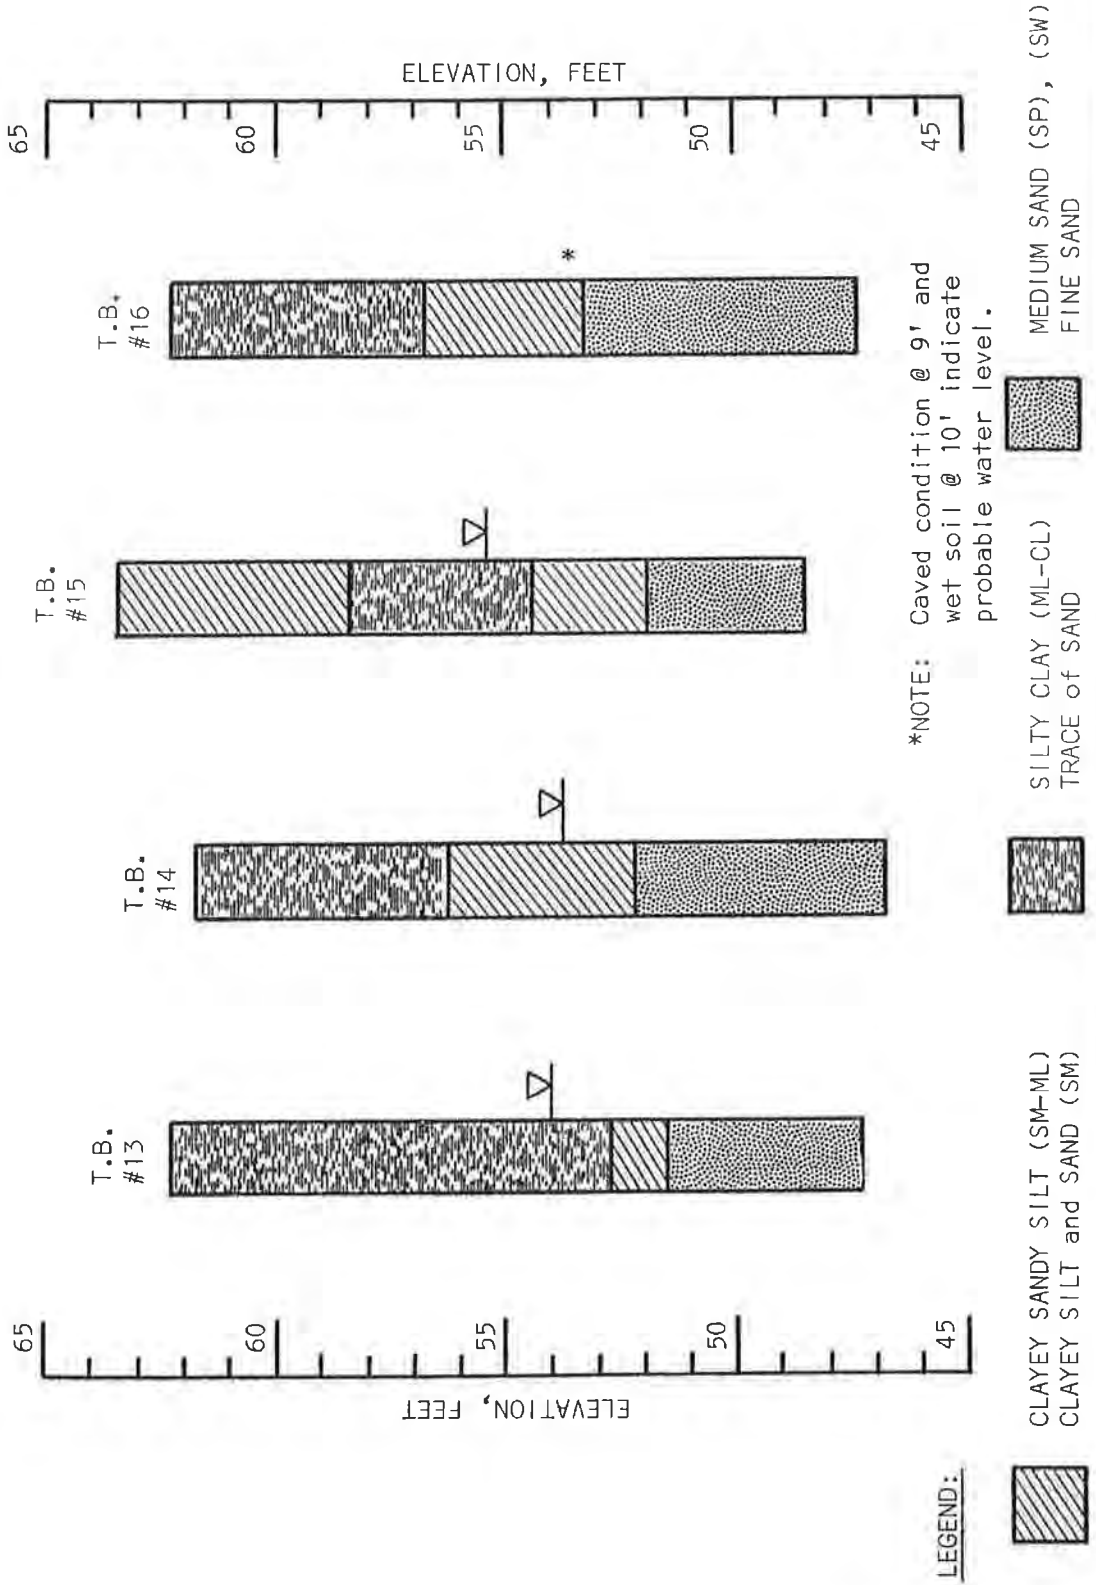 T.B.
#13
T.B.
#14
T.B.
#15
T.B.
#16
65
60
55
50
45
ELEVATION, FEET
65
60
55
50
45
ELEVATION, FEET
*
*NOTE: Caved condition @ 9' and
wet soil @ 10' indicate
probable water level.
LEGEND:
CLAYEY SANDY SILT (SM-ML)
CLAYEY SILT and SAND (SM)
SILTY CLAY (ML-CL)
TRACE of SAND
MEDIUM SAND (SP), (SW)
FINE SAND